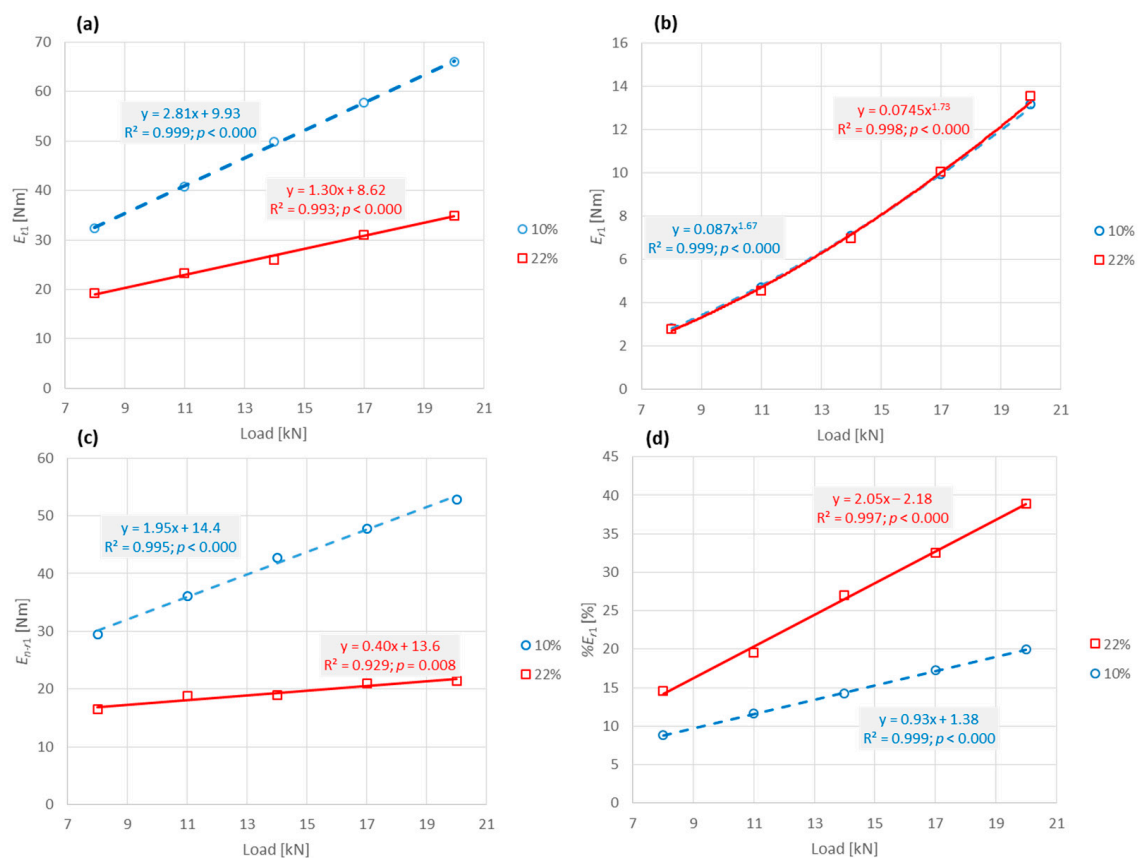 (a)
70
60
50
40
30
20
10
0
E_t1 [Nm]
y = 2.81x + 9.93
R² = 0.999; p < 0.000
y = 1.30x + 8.62
R² = 0.993; p < 0.000
10%
22%
7 9 11 13 15 17 19 21
Load [kN]
(b)
16
14
12
10
8
6
4
2
0
E_r1 [Nm]
y = 0.0745x^1.73
R² = 0.998; p < 0.000
y = 0.087x^1.67
R² = 0.999; p < 0.000
10%
22%
7 9 11 13 15 17 19 21
Load [kN]
(c)
60
50
40
30
20
10
0
E_n-r1 [Nm]
y = 1.95x + 14.4
R² = 0.995; p < 0.000
y = 0.40x + 13.6
R² = 0.929; p = 0.008
10%
22%
7 9 11 13 15 17 19 21
Load [kN]
(d)
45
40
35
30
25
20
15
10
5
0
%E_r1 [%]
y = 2.05x – 2.18
R² = 0.997; p < 0.000
y = 0.93x + 1.38
R² = 0.999; p < 0.000
22%
10%
7 9 11 13 15 17 19 21
Load [kN]